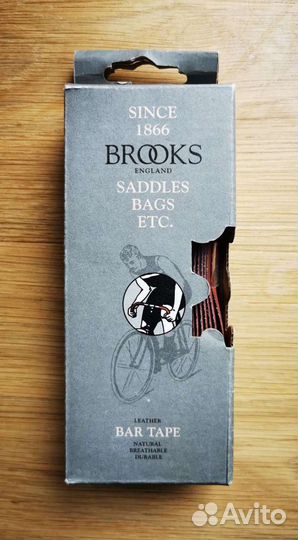 SINCE
1866
BROOKS
ENGLAND
SADDLES
BAGS
ETC.
LEATHER
BAR TAPE
NATURAL
BREATHABLE
DURABLE
Avito